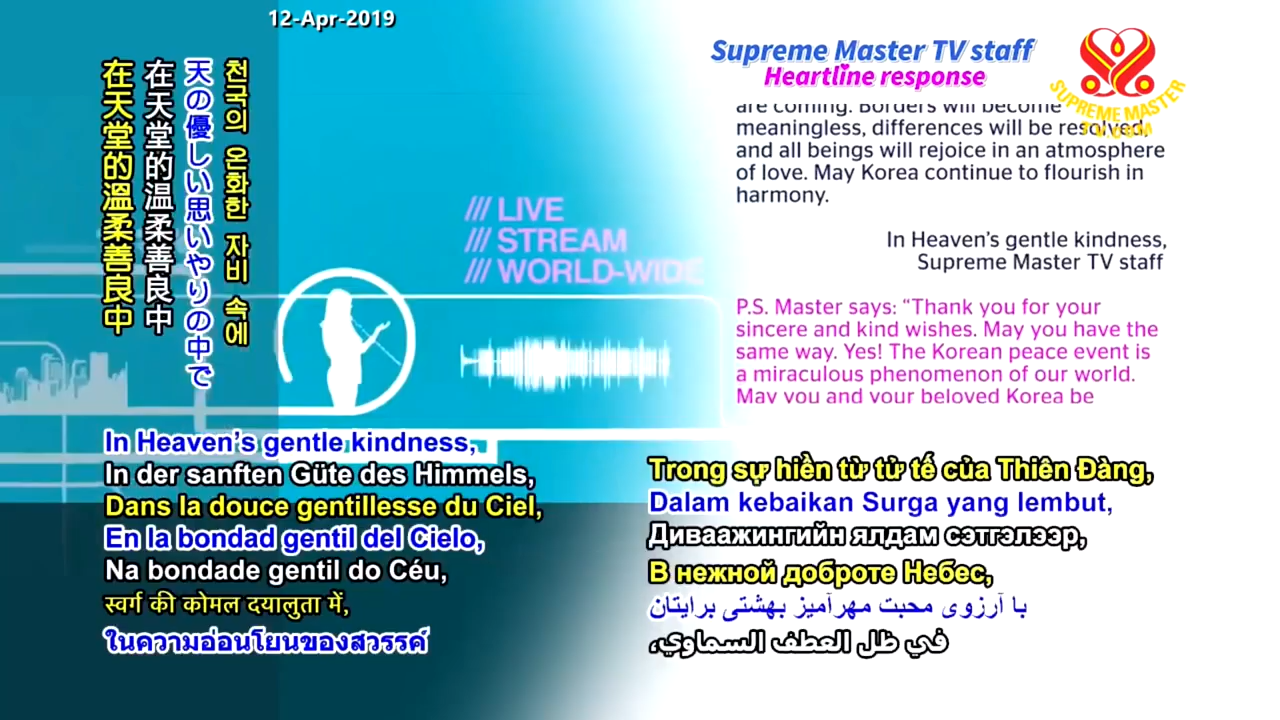 12-Apr-2019
Supreme Master TV staff
Heartline response
SUPREME MASTER
TV.COM
천국의 온화한 자비 속에
天の優しい思いやりの中で
在天堂的溫柔善良中
在天堂的溫柔善良中
/// LIVE
/// STREAM
/// WORLD-WIDE
are coming. Borders will become
meaningless, differences will be resolved,
and all beings will rejoice in an atmosphere
of love. May Korea continue to flourish in
harmony.
In Heaven’s gentle kindness,
Supreme Master TV staff
P.S. Master says: “Thank you for your
sincere and kind wishes. May you have the
same way. Yes! The Korean peace event is
a miraculous phenomenon of our world.
May you and your beloved Korea be
In Heaven’s gentle kindness,
In der sanften Güte des Himmels,
Dans la douce gentillesse du Ciel,
En la bondad gentil del Cielo,
Na bondade gentil do Céu,
स्वर्ग की कोमल दयालुता में,
ในความอ่อนโยนของสวรรค์
Trong sự hiền từ tử tế của Thiên Đàng,
Dalam kebaikan Surga yang lembut,
Диваажингийн ялдам сэтгэлээр,
В нежной доброте Небес,
با آرزوی محبت مهرآمیز بهشتی برایتان
في ظل العطف السماوي،